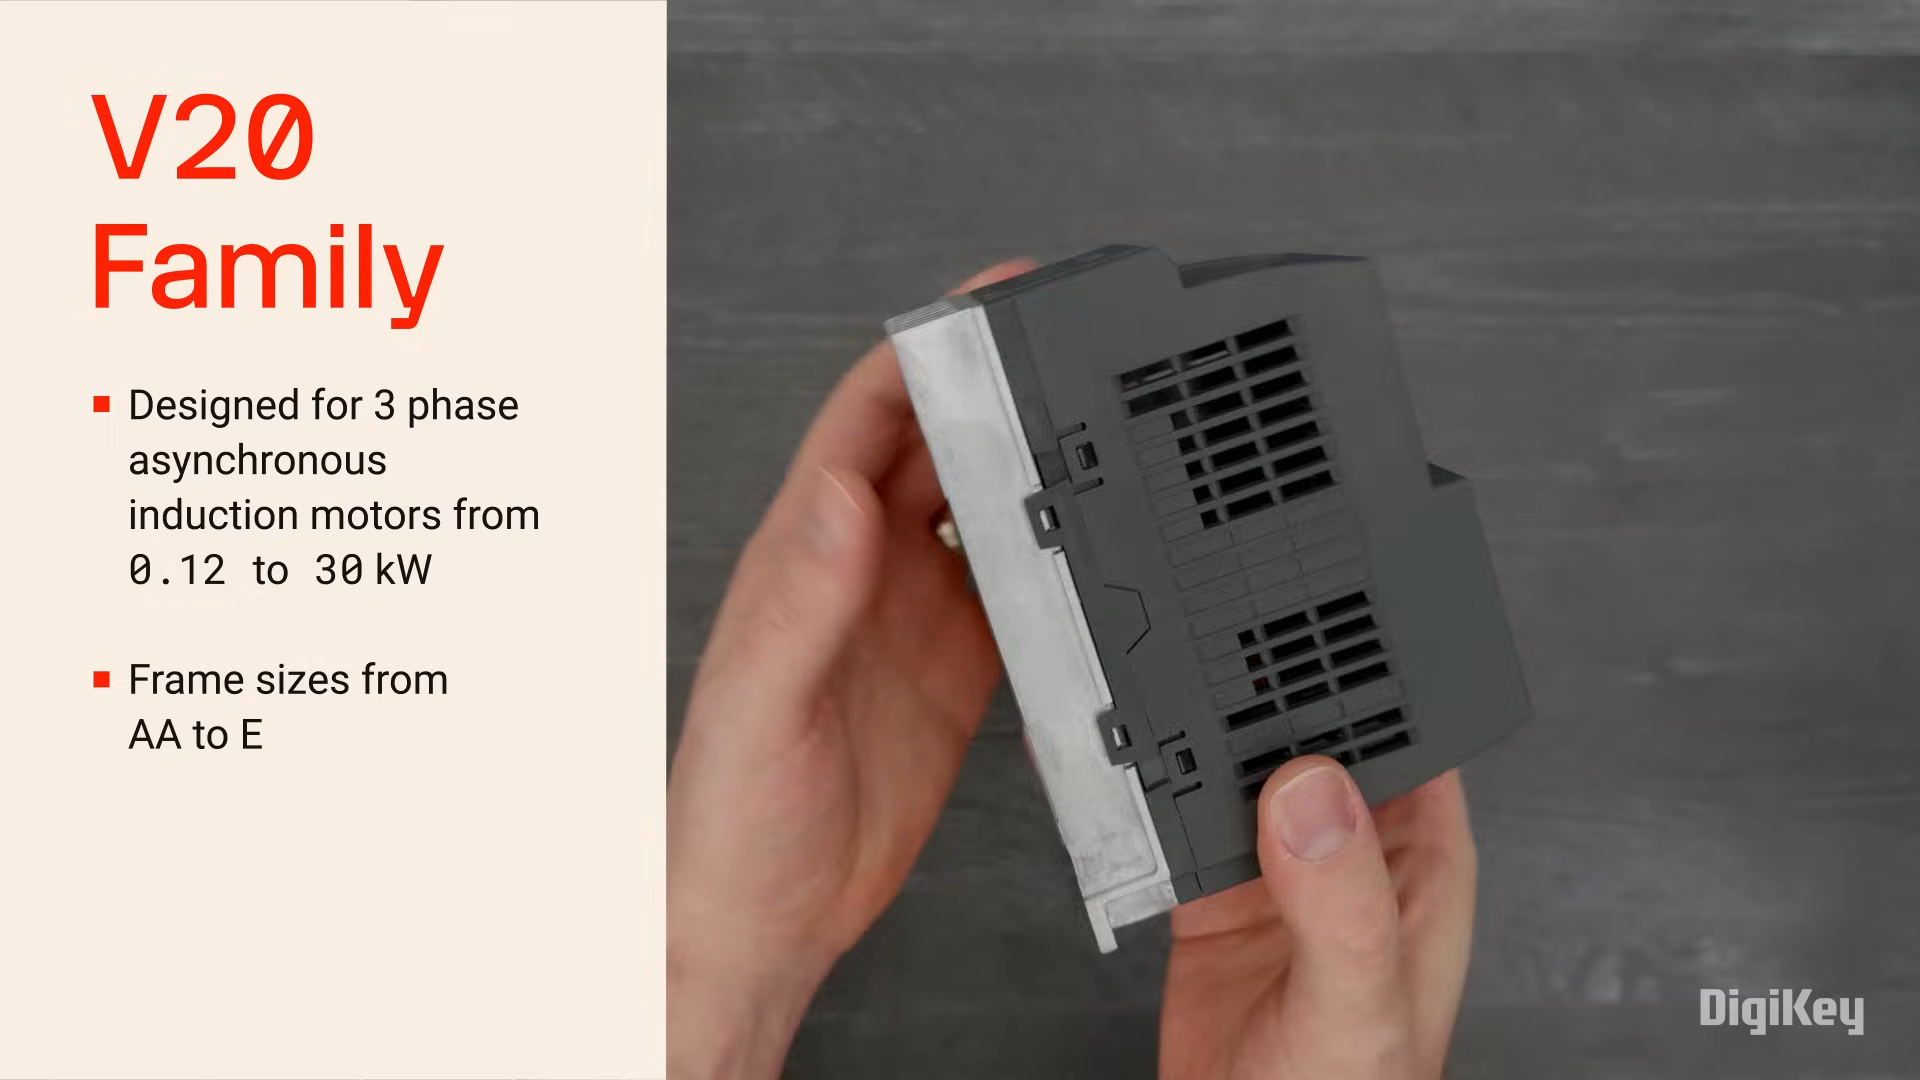 V20
Family
Designed for 3 phase
asynchronous
induction motors from
0.12 to 30 kW
Frame sizes from
AA to E
DigiKey